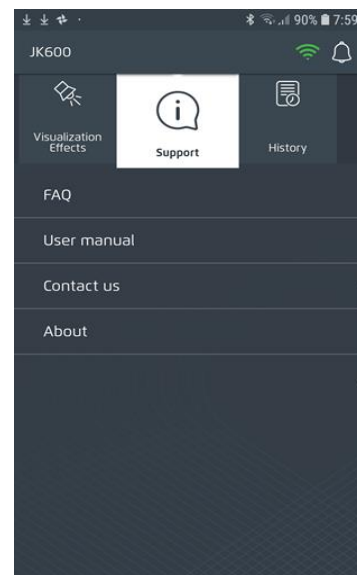 90% 7:59
JK600
Visualization
Effects
Support
History
FAQ
User manual
Contact us
About